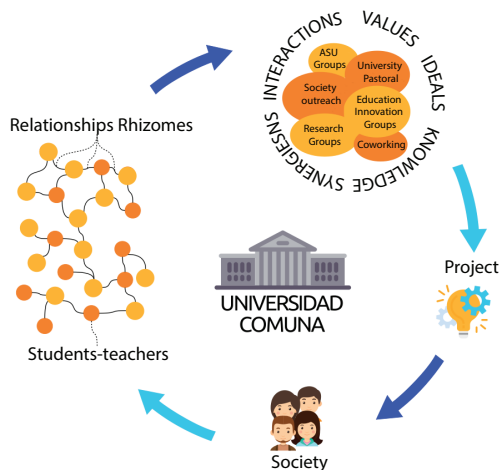 INTERACTIONS VALUES IDEALS KNOWLEDGE SYNERGIESNS
ASU
Groups
University
Pastoral
Society
outreach
Education
Innovation
Groups
Research
Groups
Coworking
Relationships Rhizomes
Project
UNIVERSIDAD
COMUNA
Students-teachers
Society